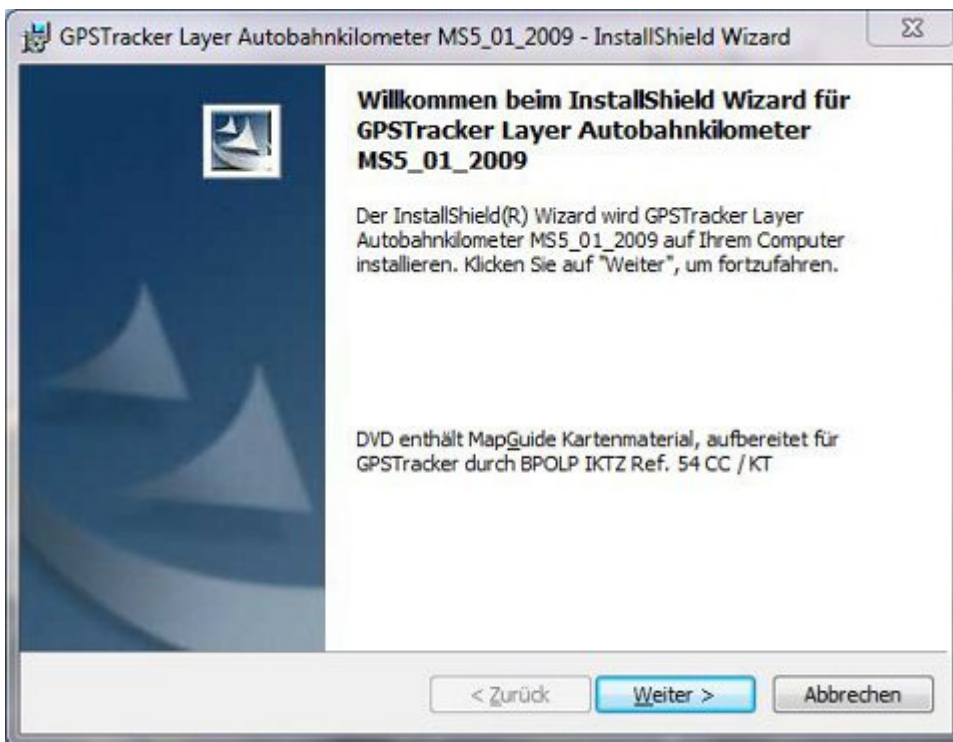 GPSTracker Layer Autobahnkilometer MS5_01_2009 - InstallShield Wizard
Willkommen beim InstallShield Wizard für
GPSTracker Layer Autobahnkilometer
MS5_01_2009
Der InstallShield(R) Wizard wird GPSTracker Layer
Autobahnkilometer MS5_01_2009 auf Ihrem Computer
installieren. Klicken Sie auf "Weiter", um fortzufahren.
DVD enthält MapGuide Kartenmaterial, aufbereitet für
GPSTracker durch BPOLP IKTZ Ref. 54 CC / KT
< Zurück
Weiter >
Abbrechen